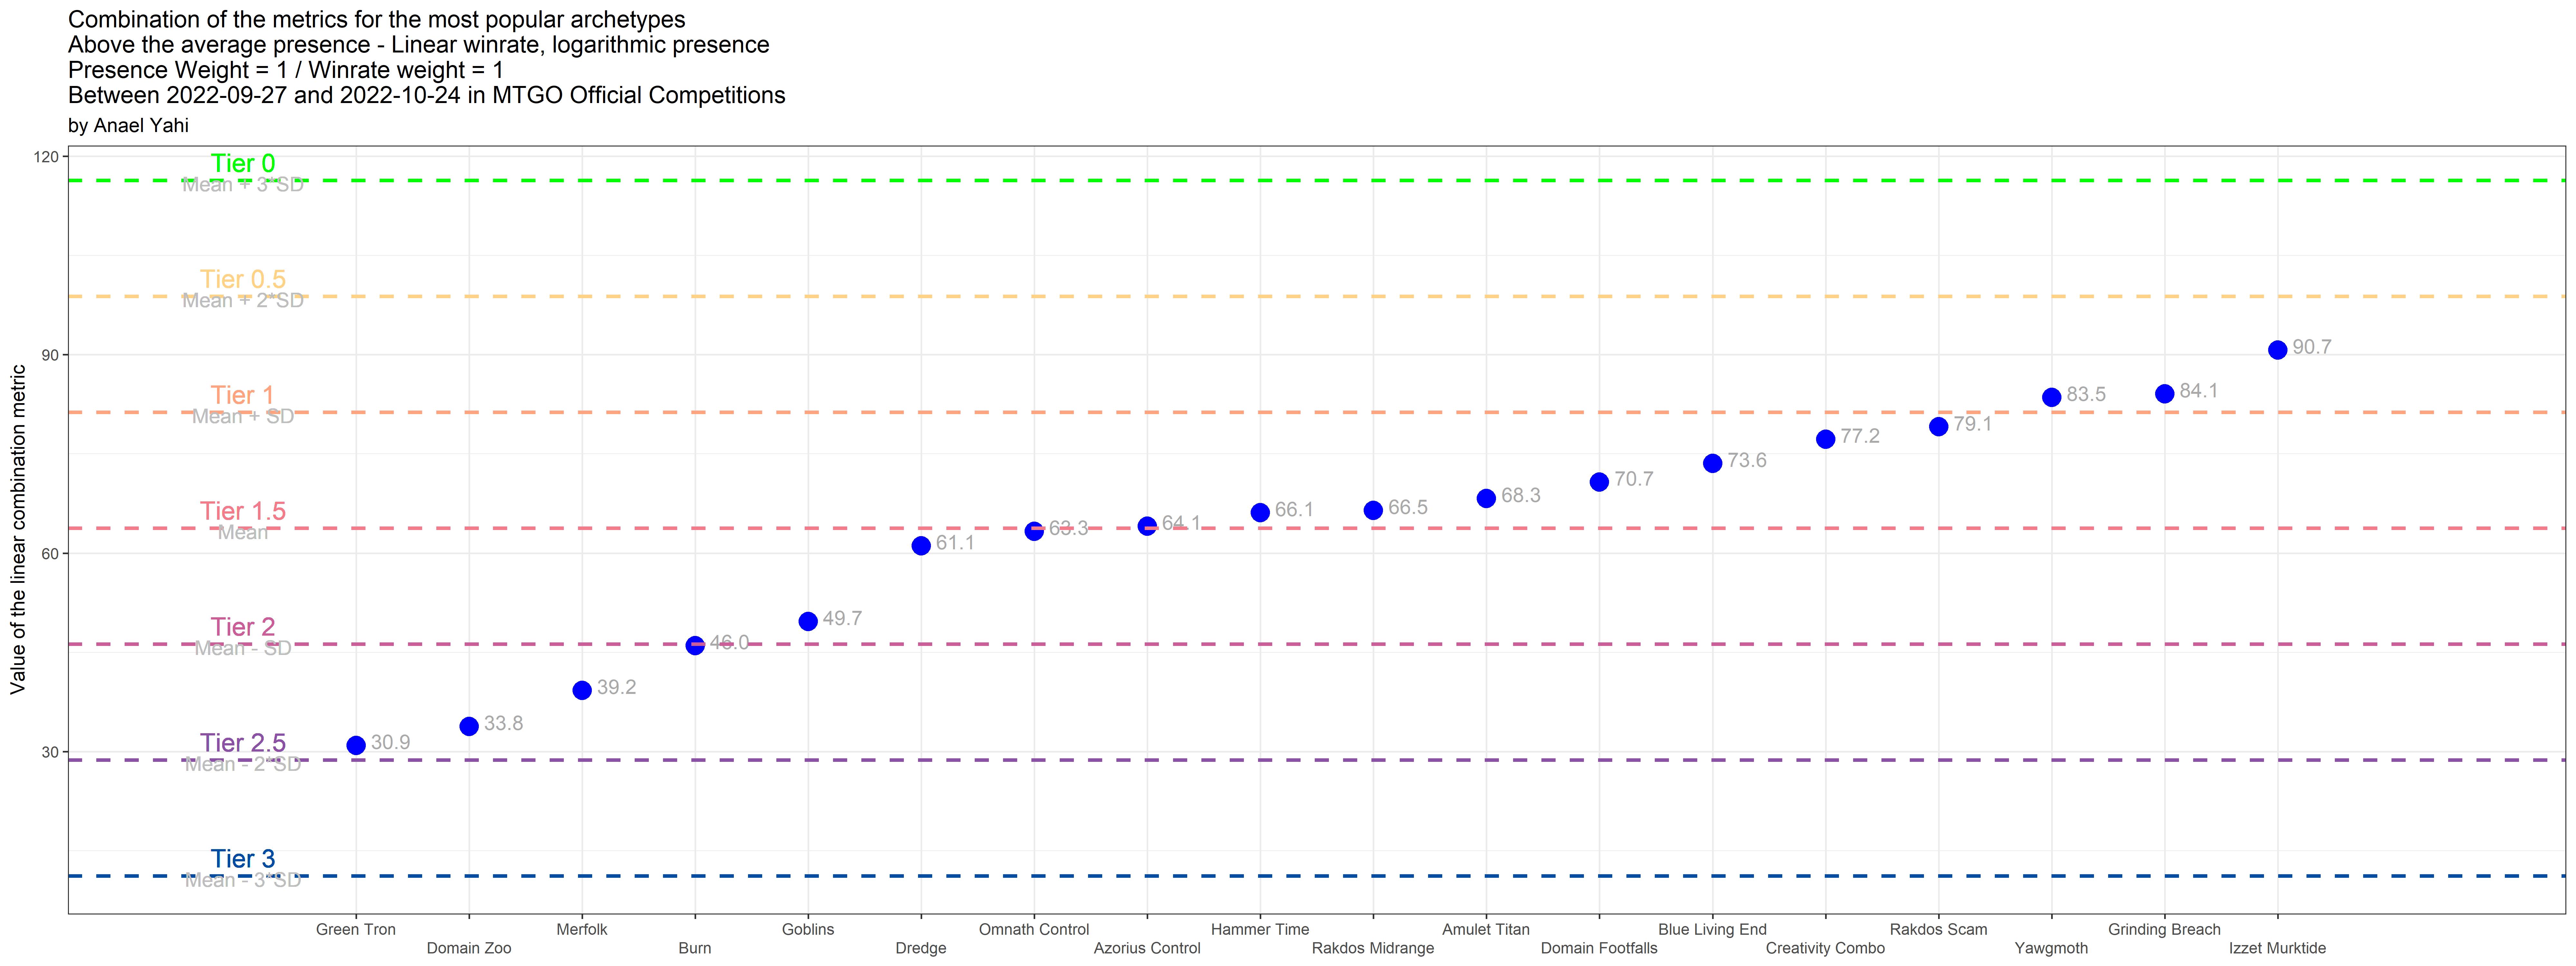 Combination of the metrics for the most popular archetypes
Above the average presence - Linear winrate, logarithmic presence
Presence Weight = 1 / Winrate weight = 1
Between 2022-09-27 and 2022-10-24 in MTGO Official Competitions
by Anael Yahi
Value of the linear combination metric
120
90
60
30
Tier 0
Mean + 3*SD
Tier 0.5
Mean + 2*SD
Tier 1
Mean + SD
Tier 1.5
Mean
Tier 2
Mean - SD
Tier 2.5
Mean - 2*SD
Tier 3
Mean - 3*SD
30.9
33.8
39.2
46.0
49.7
61.1
63.3
64.1
66.1
66.5
68.3
70.7
73.6
77.2
79.1
83.5
84.1
90.7
Green Tron
Domain Zoo
Merfolk
Burn
Goblins
Dredge
Omnath Control
Azorius Control
Hammer Time
Rakdos Midrange
Amulet Titan
Domain Footfalls
Blue Living End
Creativity Combo
Rakdos Scam
Yawgmoth
Grinding Breach
Izzet Murktide